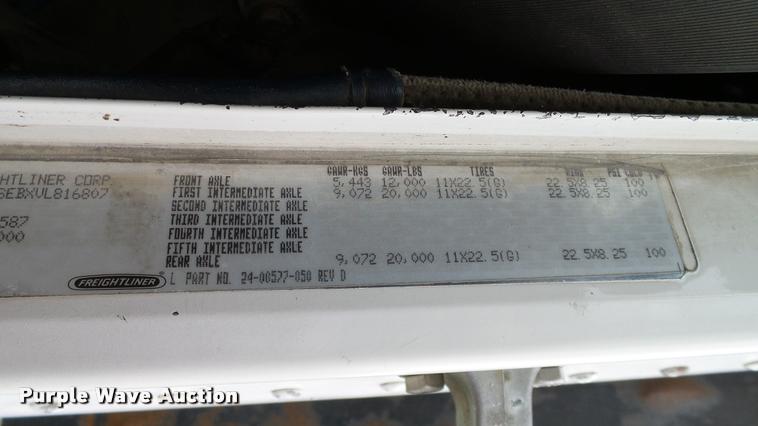 GAWR-KGS GAWR-LBS TIRES RIMS PSI COLD
HTLINER CORP. FRONT AXLE 5,443 12,000 11X22.5(G) 22.5X8.25 100
SEBXVL816807 FIRST INTERMEDIATE AXLE 9,072 20,000 11X22.5(G) 22.5X8.25 100
SECOND INTERMEDIATE AXLE
587 THIRD INTERMEDIATE AXLE
000 FOURTH INTERMEDIATE AXLE
FIFTH INTERMEDIATE AXLE
REAR AXLE 9,072 20,000 11X22.5(G) 22.5X8.25 100
FREIGHTLINER L PART NO. 24-00577-050 REV D
Purple Wave Auction